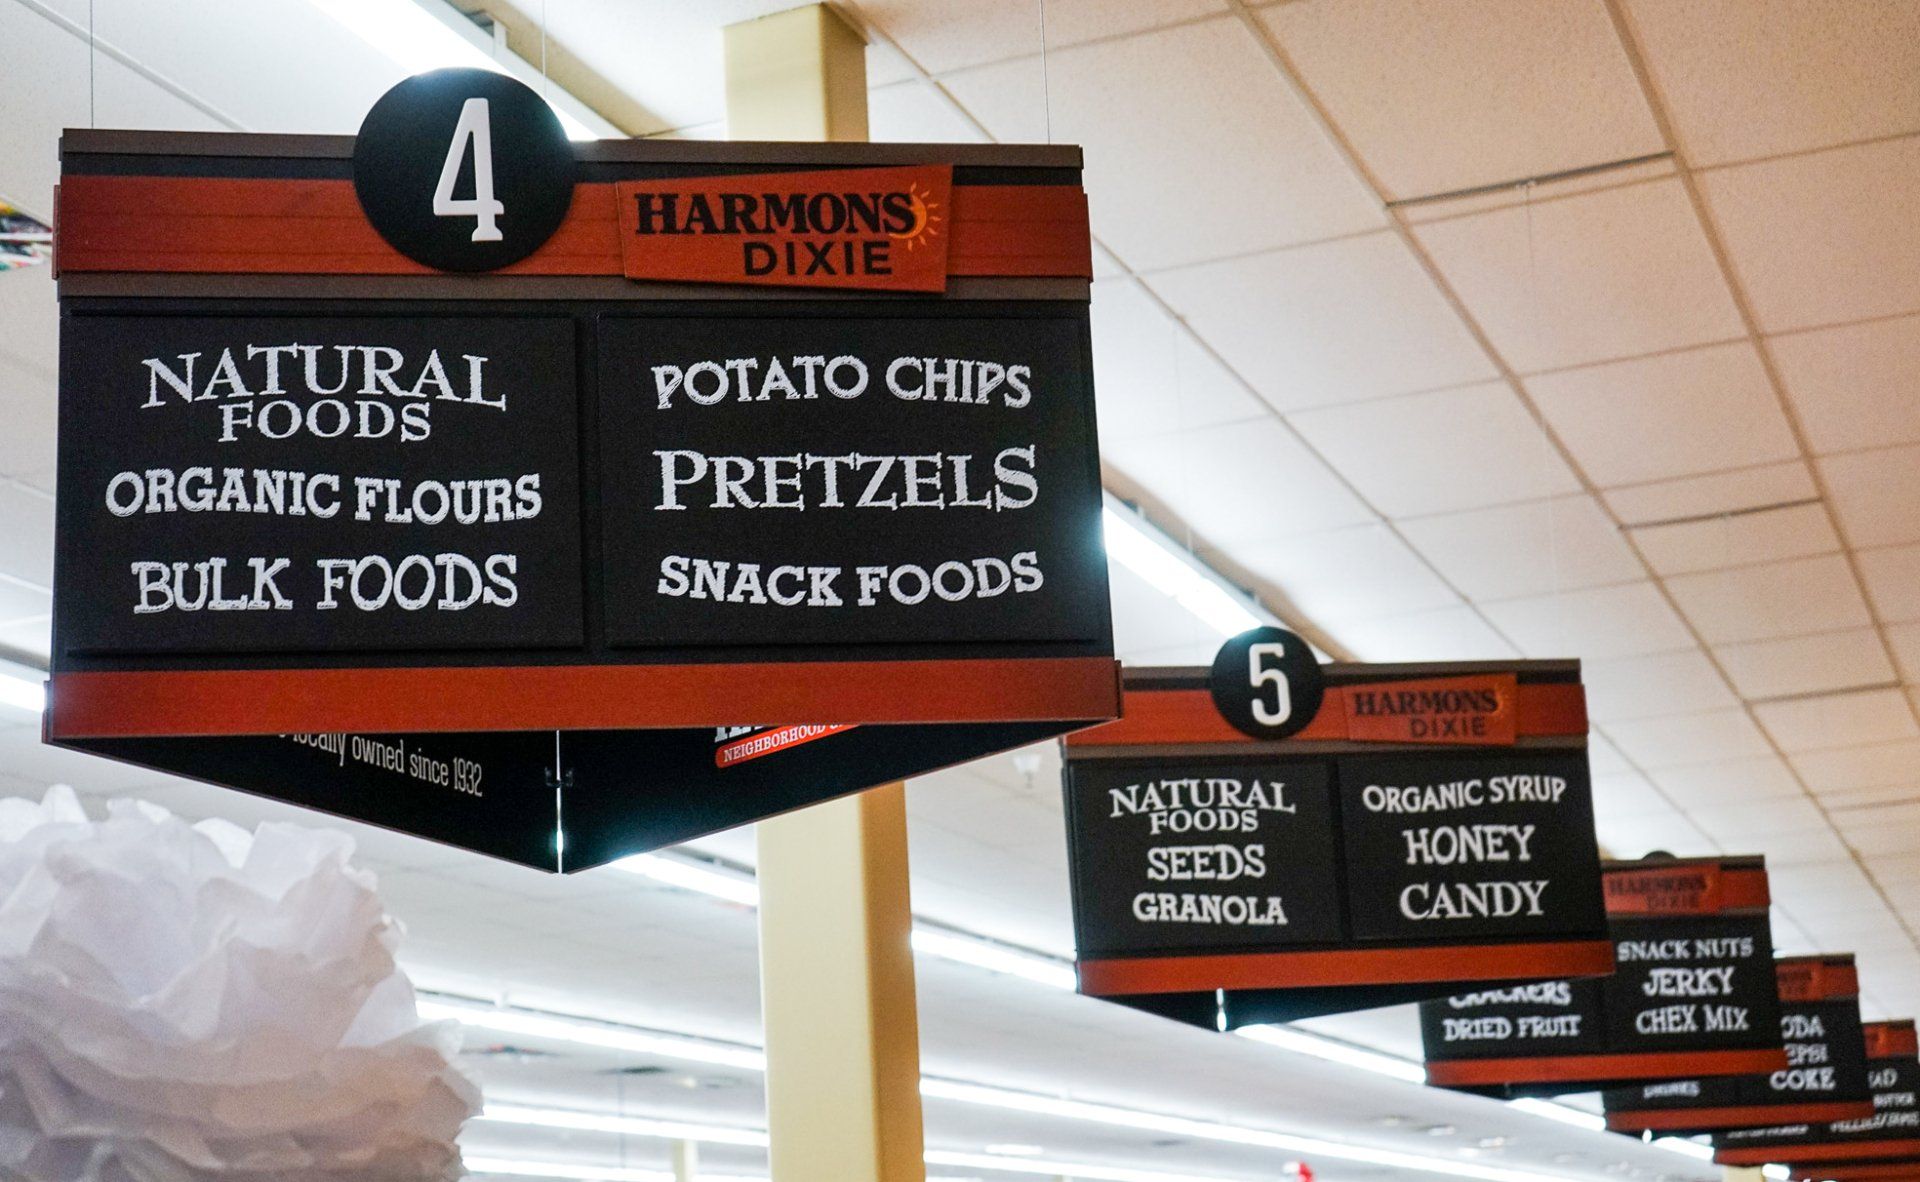 4
HARMONS
DIXIE
NATURAL
FOODS
ORGANIC FLOURS
BULK FOODS
POTATO CHIPS
PRETZELS
SNACK FOODS
locally owned since 1932
NEIGHBORHOOD
5
HARMONS
DIXIE
NATURAL
FOODS
SEEDS
GRANOLA
ORGANIC SYRUP
HONEY
CANDY
HARMONS
DIXIE
CRACKERS
DRIED FRUIT
SNACK NUTS
JERKY
CHEX MIX
DRINKS
COKE